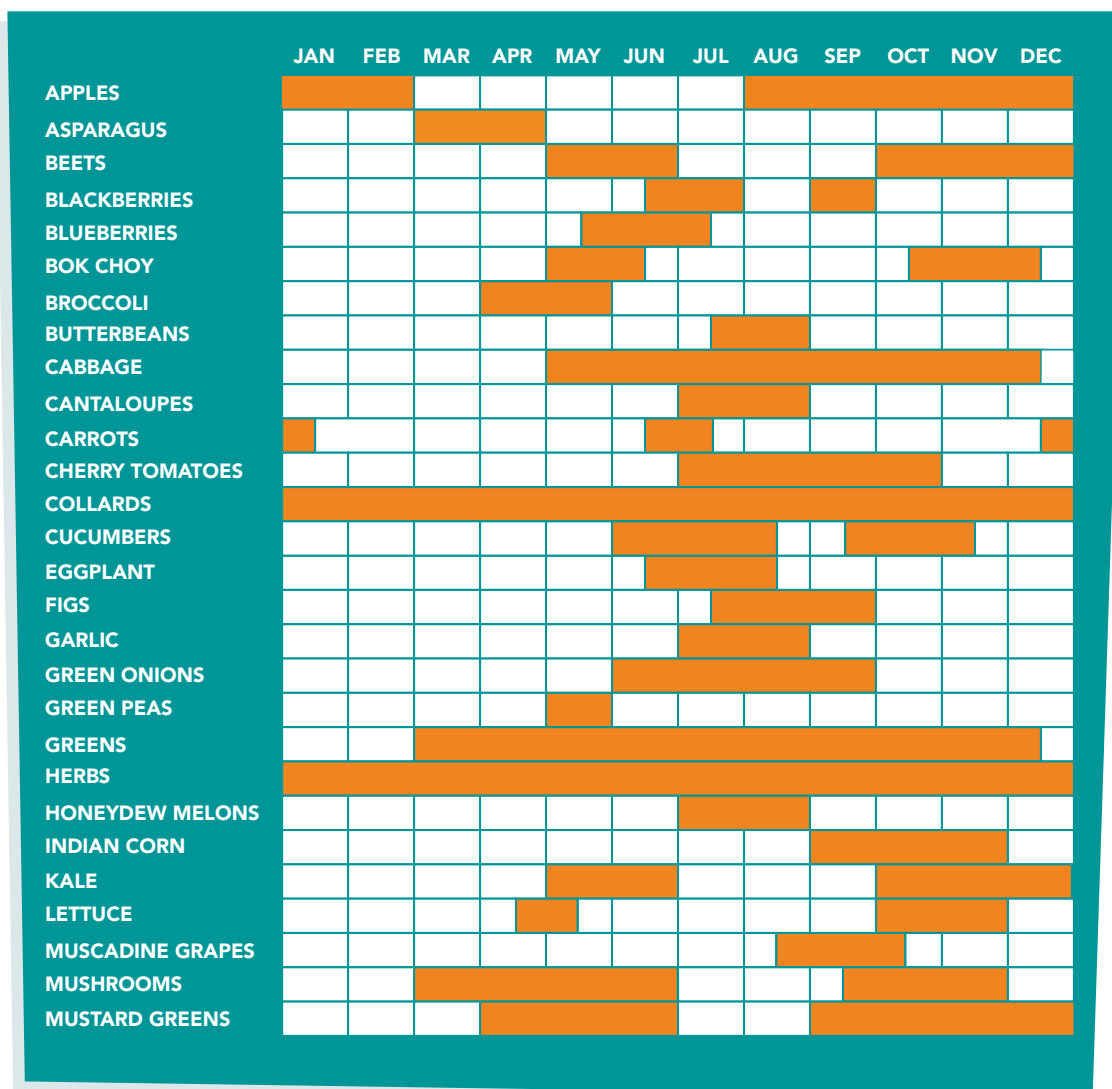 JAN FEB MAR APR MAY JUN JUL AUG SEP OCT NOV DEC
APPLES
ASPARAGUS
BEETS
BLACKBERRIES
BLUEBERRIES
BOK CHOY
BROCCOLI
BUTTERBEANS
CABBAGE
CANTALOUPES
CARROTS
CHERRY TOMATOES
COLLARDS
CUCUMBERS
EGGPLANT
FIGS
GARLIC
GREEN ONIONS
GREEN PEAS
GREENS
HERBS
HONEYDEW MELONS
INDIAN CORN
KALE
LETTUCE
MUSCADINE GRAPES
MUSHROOMS
MUSTARD GREENS